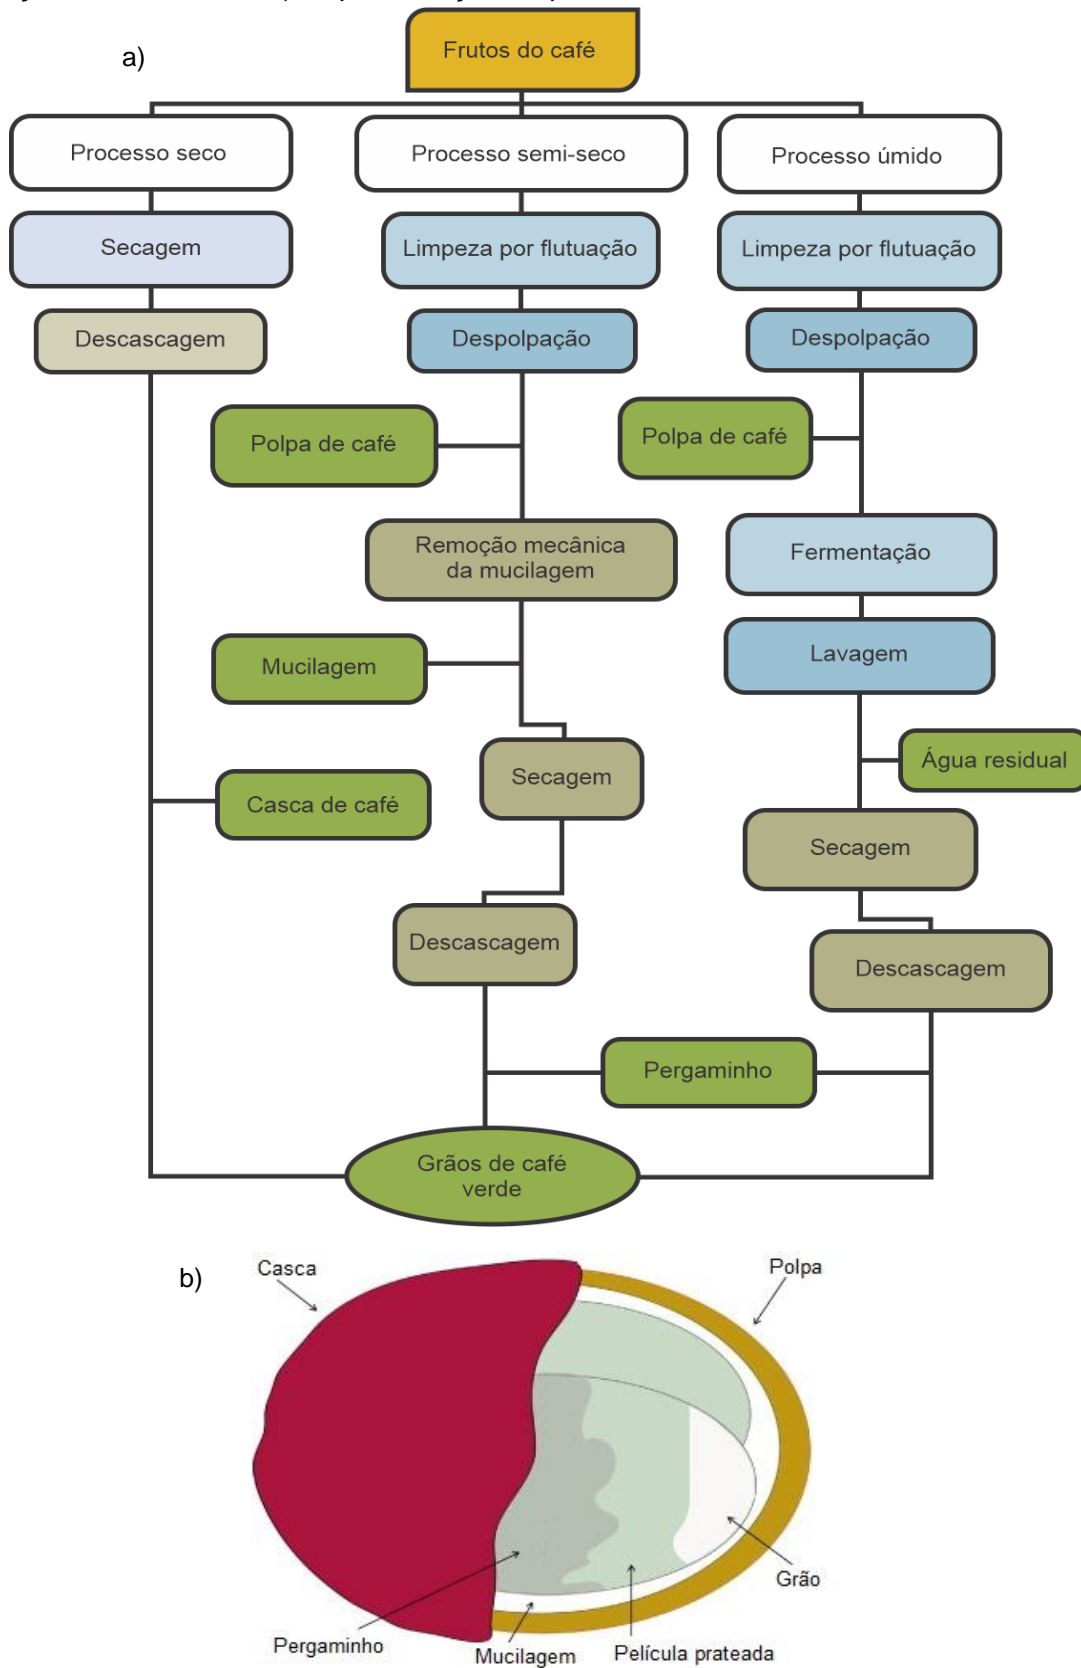 a)
Frutos do café
Processo seco
Processo semi-seco
Processo úmido
Secagem
Limpeza por flutuação
Limpeza por flutuação
Descascagem
Despolpação
Despolpação
Polpa de café
Polpa de café
Remoção mecânica
da mucilagem
Fermentação
Mucilagem
Lavagem
Casca de café
Secagem
Água residual
Secagem
Descascagem
Descascagem
Pergaminho
Grãos de café
verde
b)
Casca
Polpa
Grão
Pergaminho
Mucilagem
Película prateada